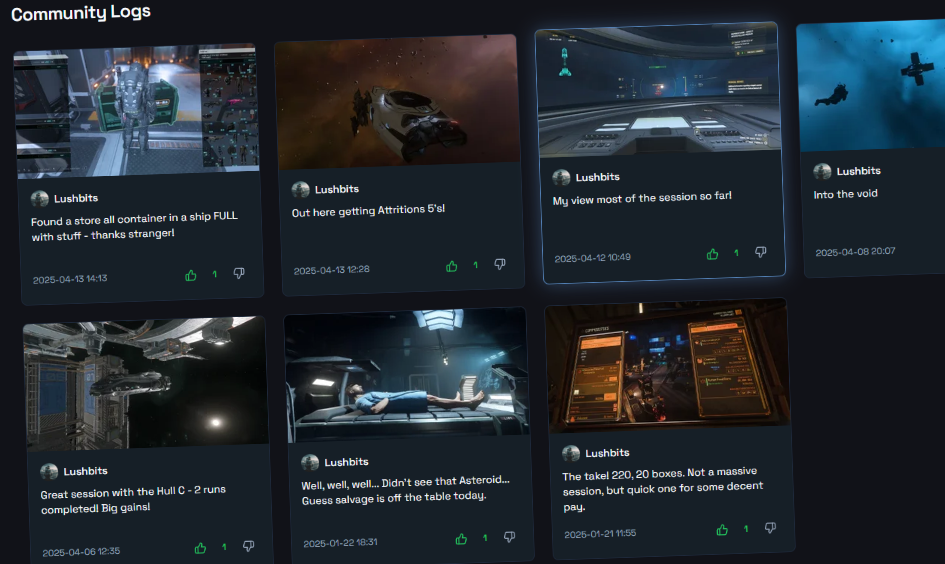 Community Logs
Lushbits
Found a store all container in a ship FULL
with stuff - thanks stranger!
2025-04-13 14:13
1
Lushbits
Out here getting Attritions 5's!
2025-04-13 12:28
1
Lushbits
My view most of the session so far!
2025-04-12 10:49
1
Lushbits
Into the void
2025-04-08 20:07
Lushbits
Great session with the Hull C - 2 runs
completed! Big gains!
2025-04-06 12:35
1
Lushbits
Well, well, well... Didn't see that Asteroid...
Guess salvage is off the table today.
2025-01-22 18:31
1
Lushbits
The take! 220, 20 boxes. Not a massive
session, but quick one for some decent
pay.
2025-01-21 11:55
1